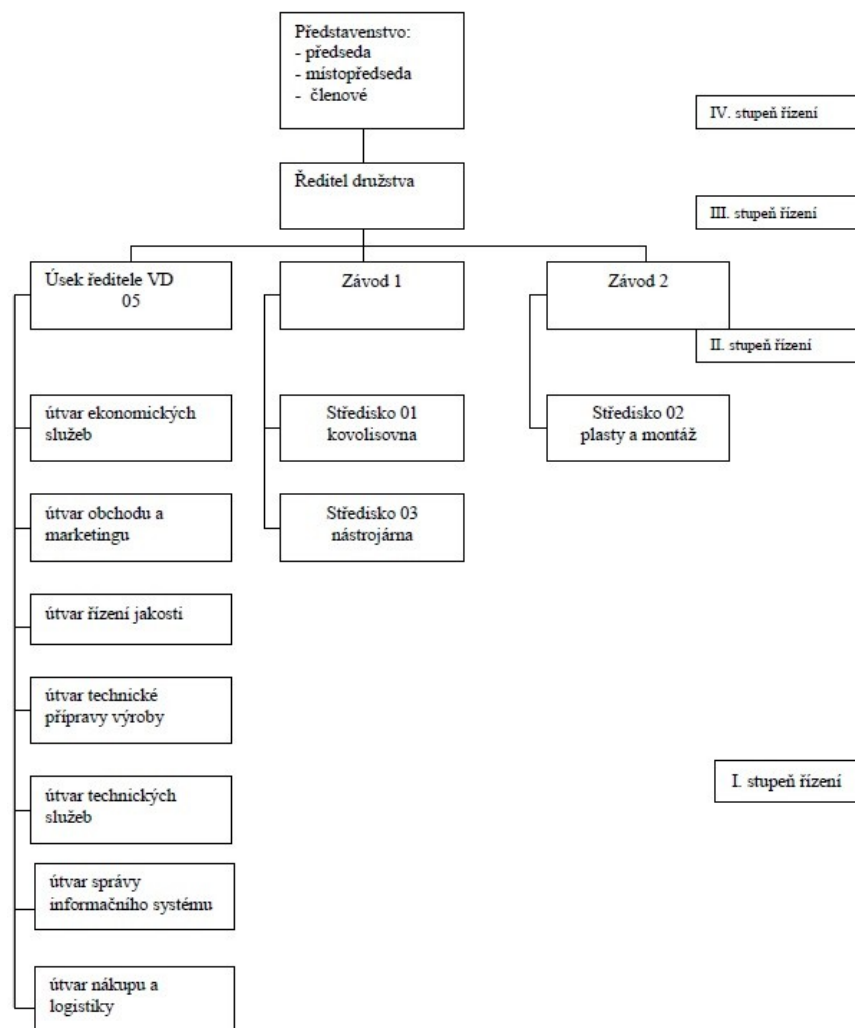 Představenstvo:
- předseda
- místopředseda
- členové
IV. stupeň řízení
Ředitel družstva
III. stupeň řízení
Úsek ředitele VD
05
Závod 1
Závod 2
II. stupeň řízení
útvar ekonomických
služeb
Středisko 01
kovolisovna
Středisko 02
plasty a montáž
útvar obchodu a
marketingu
Středisko 03
nástrojárna
útvar řízení jakosti
útvar technické
přípravy výroby
I. stupeň řízení
útvar technických
služeb
útvar správy
informačního systému
útvar nákupu a
logistiky